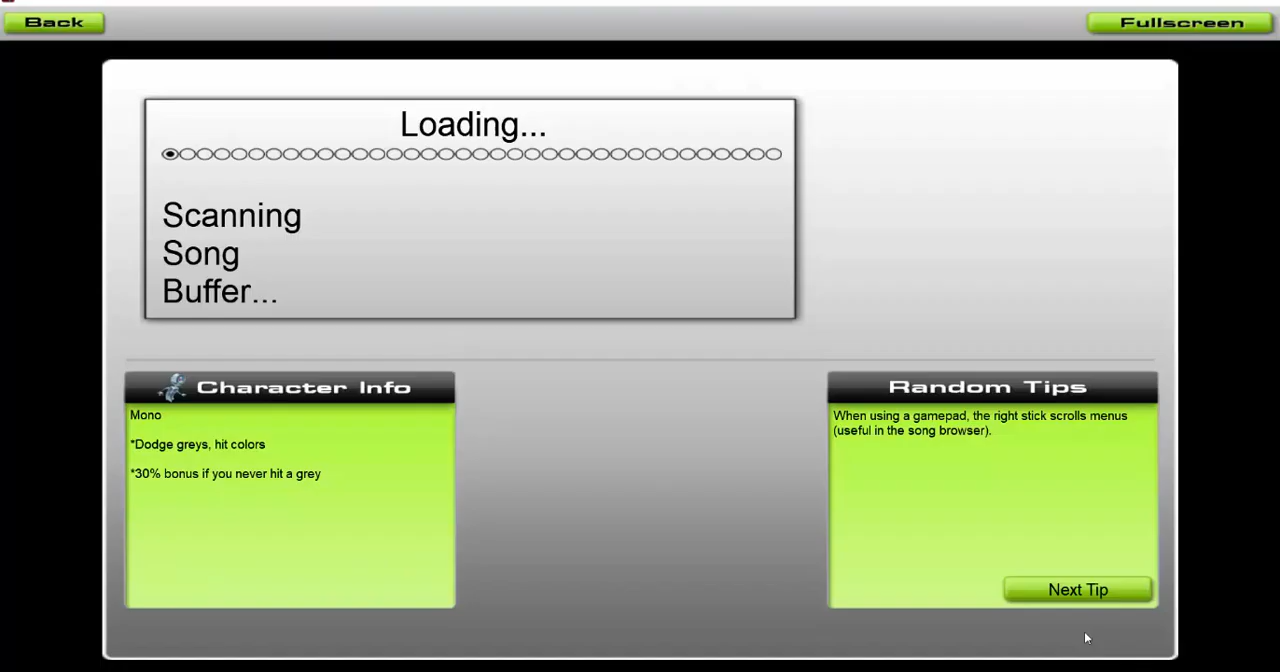 Back
Fullscreen
Loading...
Scanning
Song
Buffer...
Character Info
Mono
*Dodge greys, hit colors
*30% bonus if you never hit a grey
Random Tips
When using a gamepad, the right stick scrolls menus
(useful in the song browser).
Next Tip